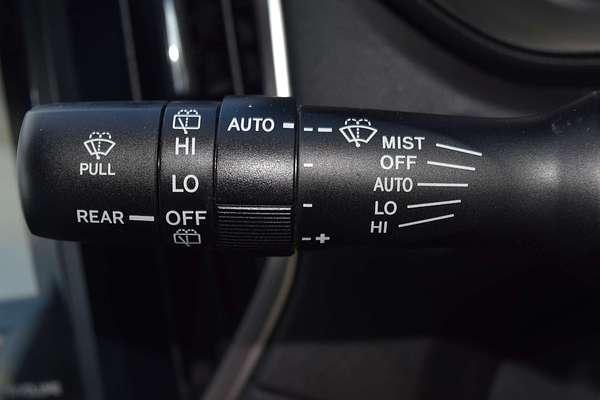 PULL
REAR
HI
LO
OFF
AUTO
- -
-
-
- +
MIST
OFF
AUTO
LO
HI